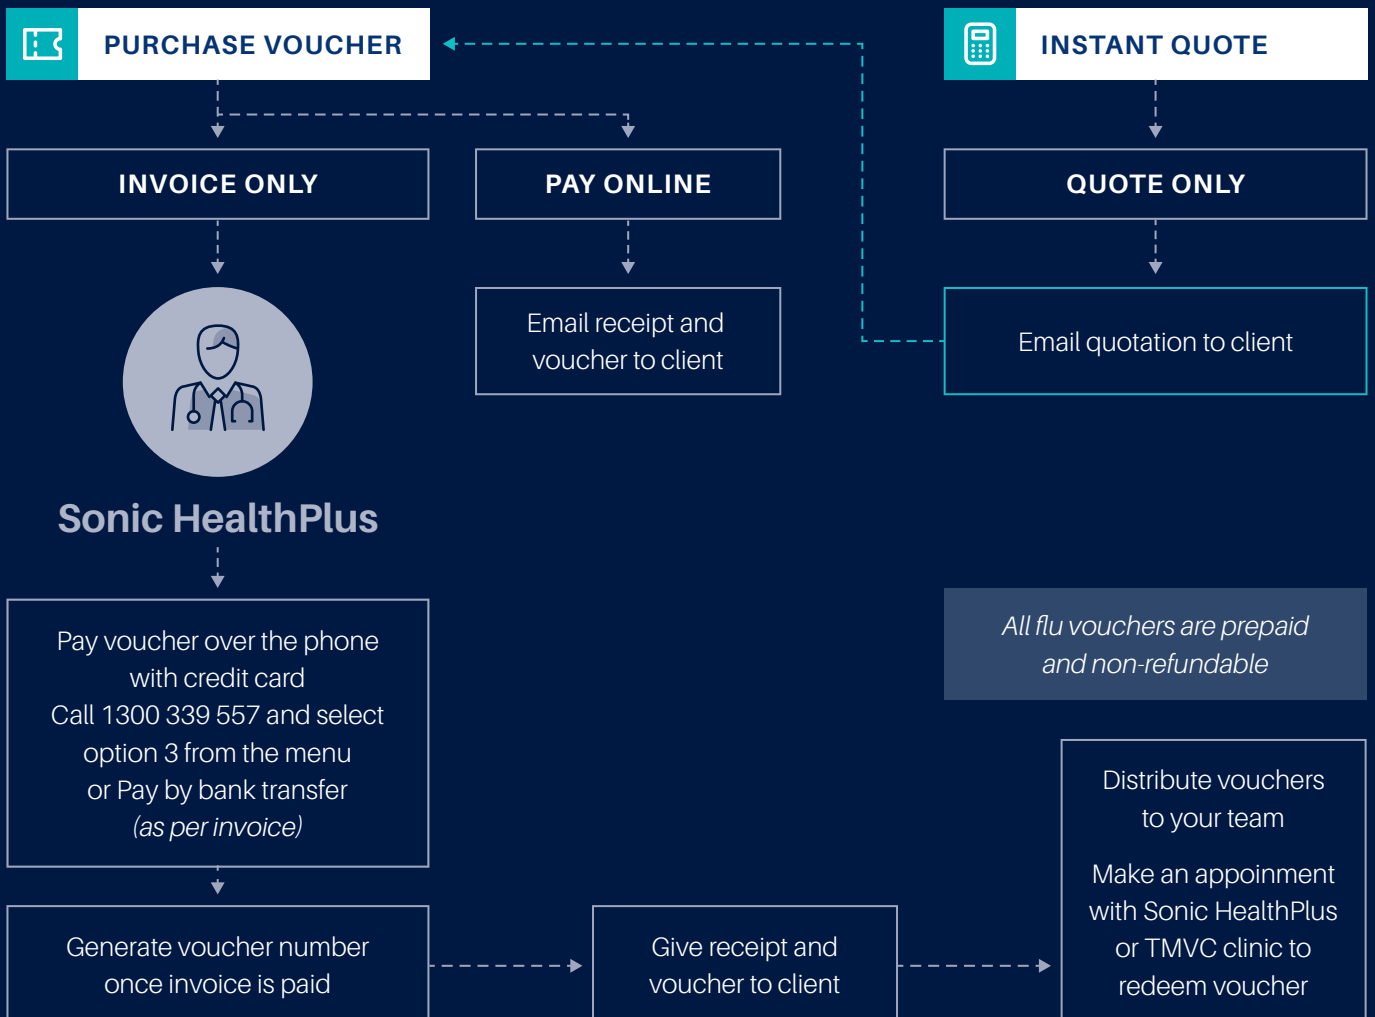 PURCHASE VOUCHER
INSTANT QUOTE
INVOICE ONLY
PAY ONLINE
QUOTE ONLY
Email receipt and
voucher to client
Email quotation to client
Sonic HealthPlus
Pay voucher over the phone
with credit card
Call 1300 339 557 and select
option 3 from the menu
or Pay by bank transfer
(as per invoice)
All flu vouchers are prepaid
and non-refundable
Generate voucher number
once invoice is paid
Give receipt and
voucher to client
Distribute vouchers
to your team
Make an appoinment
with Sonic HealthPlus
or TMVC clinic to
redeem voucher